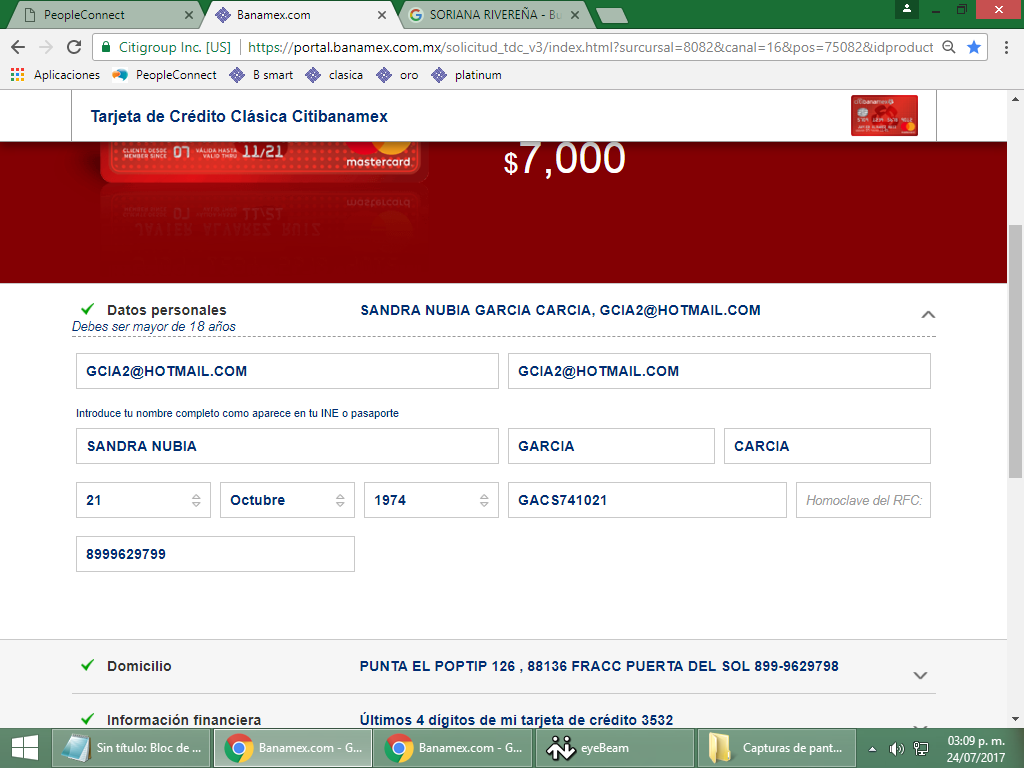 PeopleConnect
Banamex.com
SORIANA RIVEREÑA - Bu
Citigroup Inc. [US]
https://portal.banamex.com.mx/solicitud_tdc_v3/index.html?surcursal=8082&canal=16&pos=75082&idproduct
Aplicaciones
PeopleConnect
B smart
clasica
oro
platinum
Tarjeta de Crédito Clásica Citibanamex
CLIENTE DESDE 07 VÁLIDA HASTA 11/21
MEMBER SINCE VALID THRU
mastercard
$7,000
JAVIER ALVAREZ RUIZ
Datos personales
SANDRA NUBIA GARCIA CARCIA, GCIA2@HOTMAIL.COM
Debes ser mayor de 18 años
GCIA2@HOTMAIL.COM
GCIA2@HOTMAIL.COM
Introduce tu nombre completo como aparece en tu INE o pasaporte
SANDRA NUBIA
GARCIA
CARCIA
21
Octubre
1974
GACS741021
Homoclave del RFC:
8999629799
Domicilio
PUNTA EL POPTIP 126 , 88136 FRACC PUERTA DEL SOL 899-9629798
Información financiera
Últimos 4 dígitos de mi tarjeta de crédito 3532
Sin título: Bloc de ...
Banamex.com - G...
Banamex.com - G...
eyeBeam
Capturas de pant...
03:09 p. m.
24/07/2017